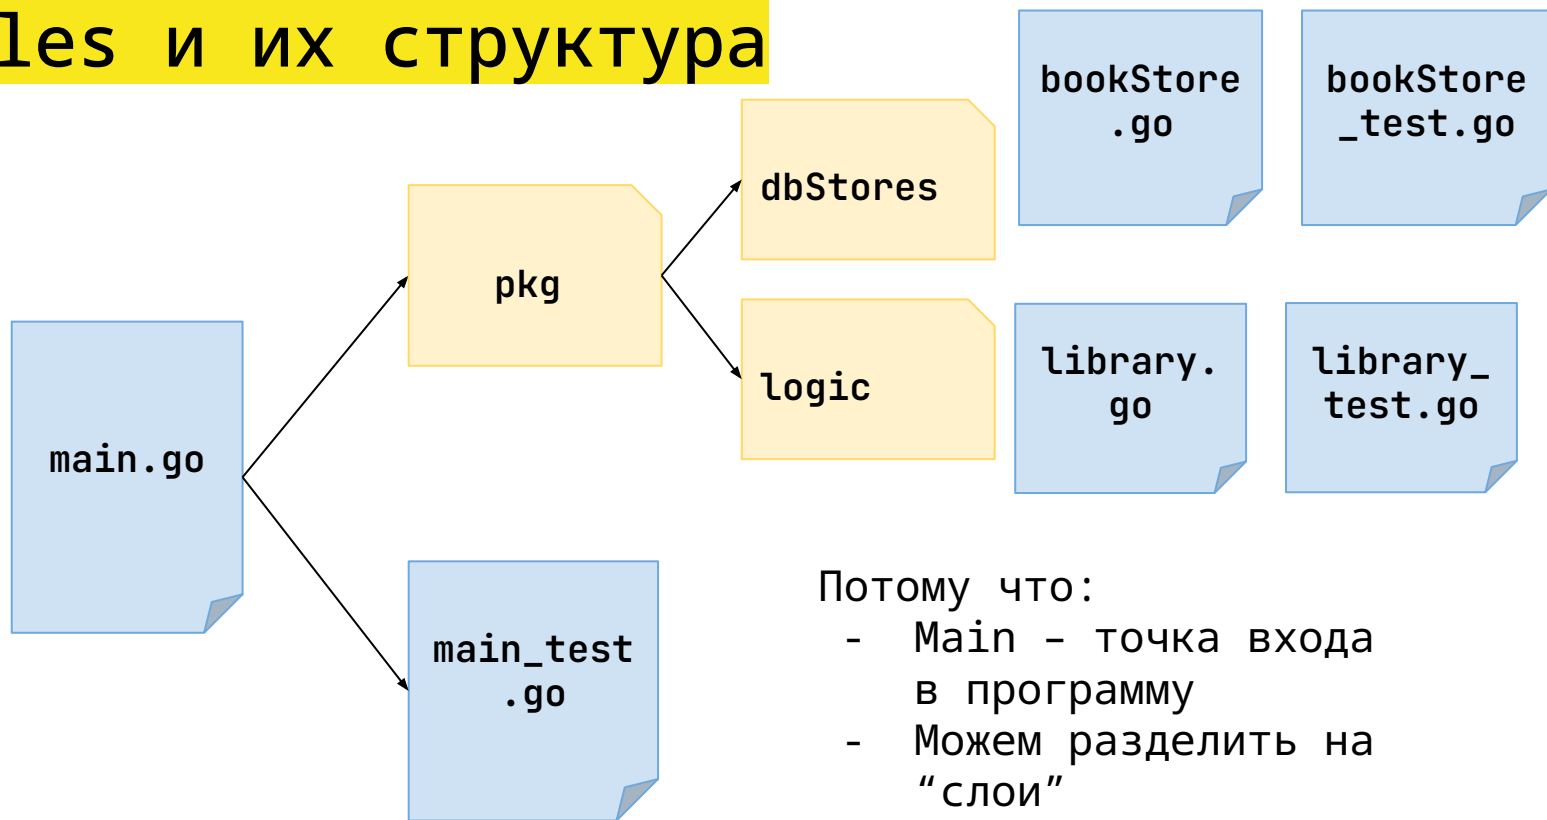 les и их структура
bookStore
.go
bookStore
_test.go
dbStores
pkg
logic
library.
go
library_
test.go
main.go
main_test
.go
Потому что:
- Main – точка входа
в программу
- Можем разделить на
“слои”